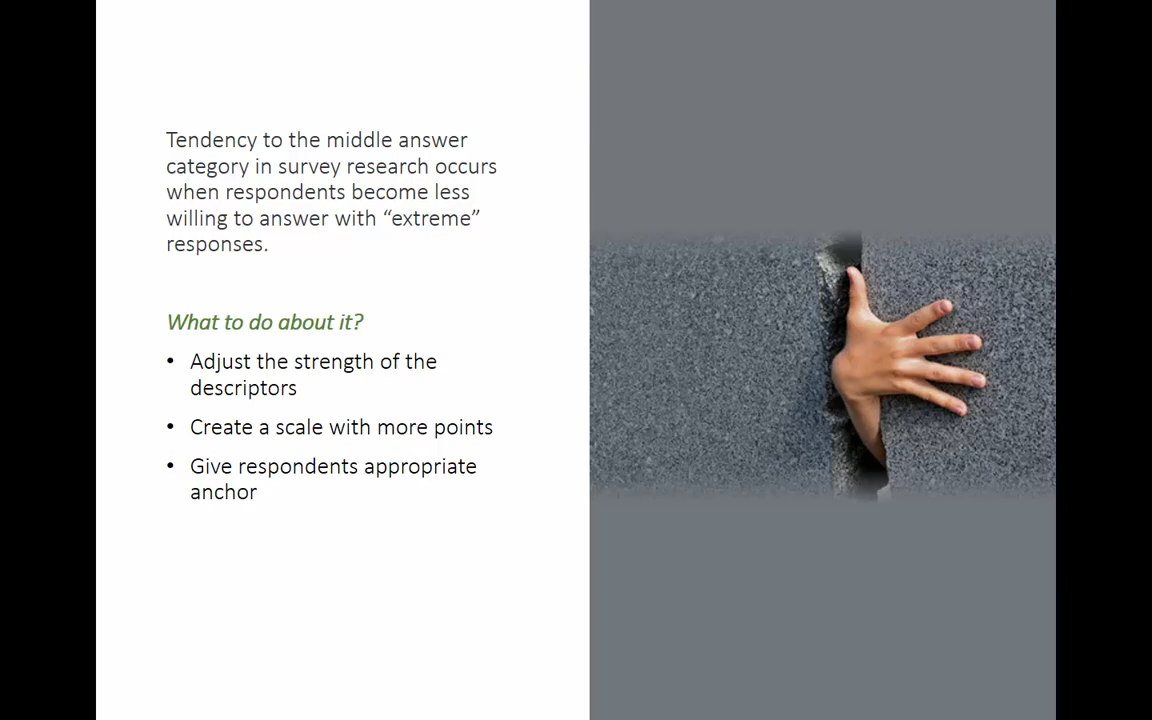 Tendency to the middle answer
category in survey research occurs
when respondents become less
willing to answer with “extreme”
responses.
What to do about it?
• Adjust the strength of the
descriptors
• Create a scale with more points
• Give respondents appropriate
anchor